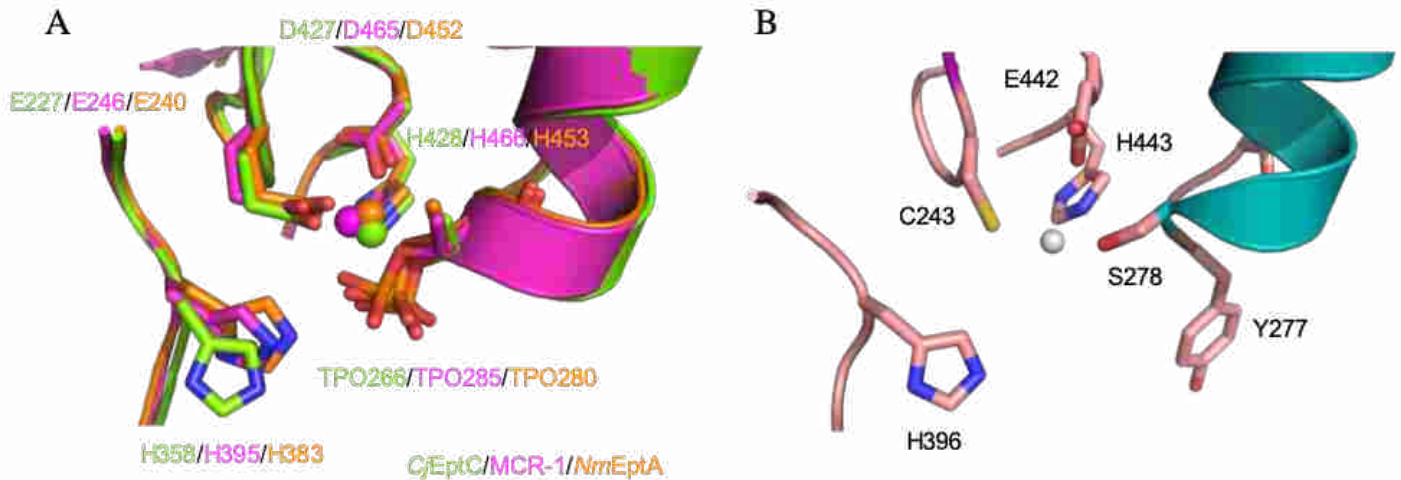 A
D427/D465/D452
E227/E246/E240
H428/H466/H453
TPO266/TPO285/TPO280
H358/H395/H383
CjEptC/MCR-1/NmEptA
B
E442
H443
C243
S278
Y277
H396